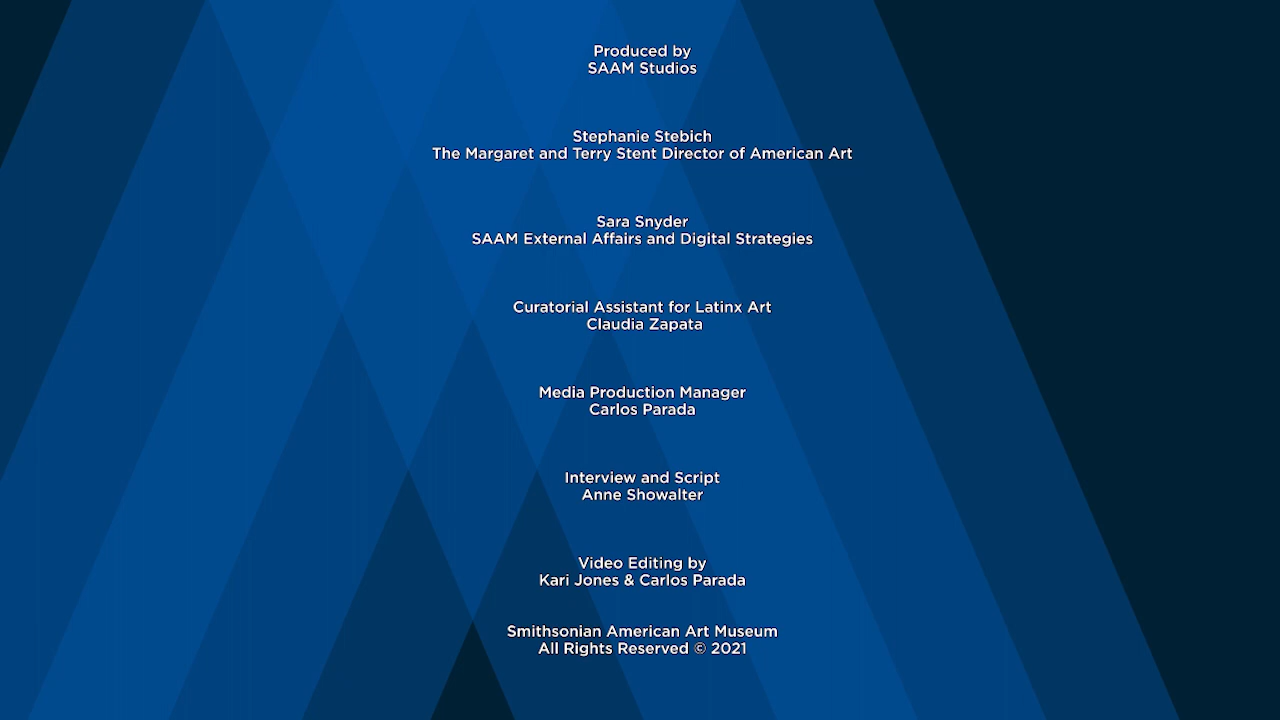 Produced by
SAAM Studios
Stephanie Stebich
The Margaret and Terry Stent Director of American Art
Sara Snyder
SAAM External Affairs and Digital Strategies
Curatorial Assistant for Latinx Art
Claudia Zapata
Media Production Manager
Carlos Parada
Interview and Script
Anne Showalter
Video Editing by
Kari Jones & Carlos Parada
Smithsonian American Art Museum
All Rights Reserved © 2021